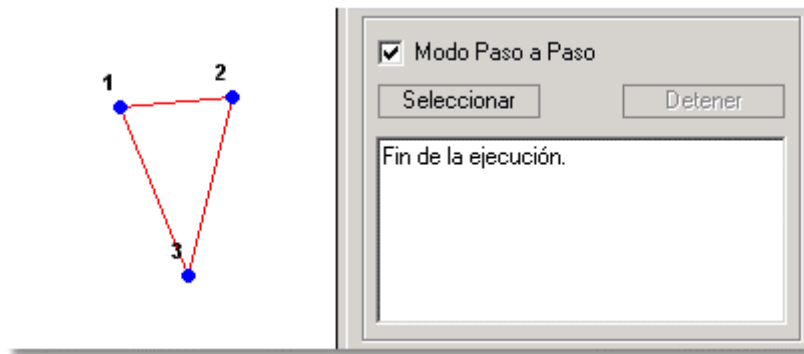 1
2
3
Modo Paso a Paso
Seleccionar
Detener
Fin de la ejecución.